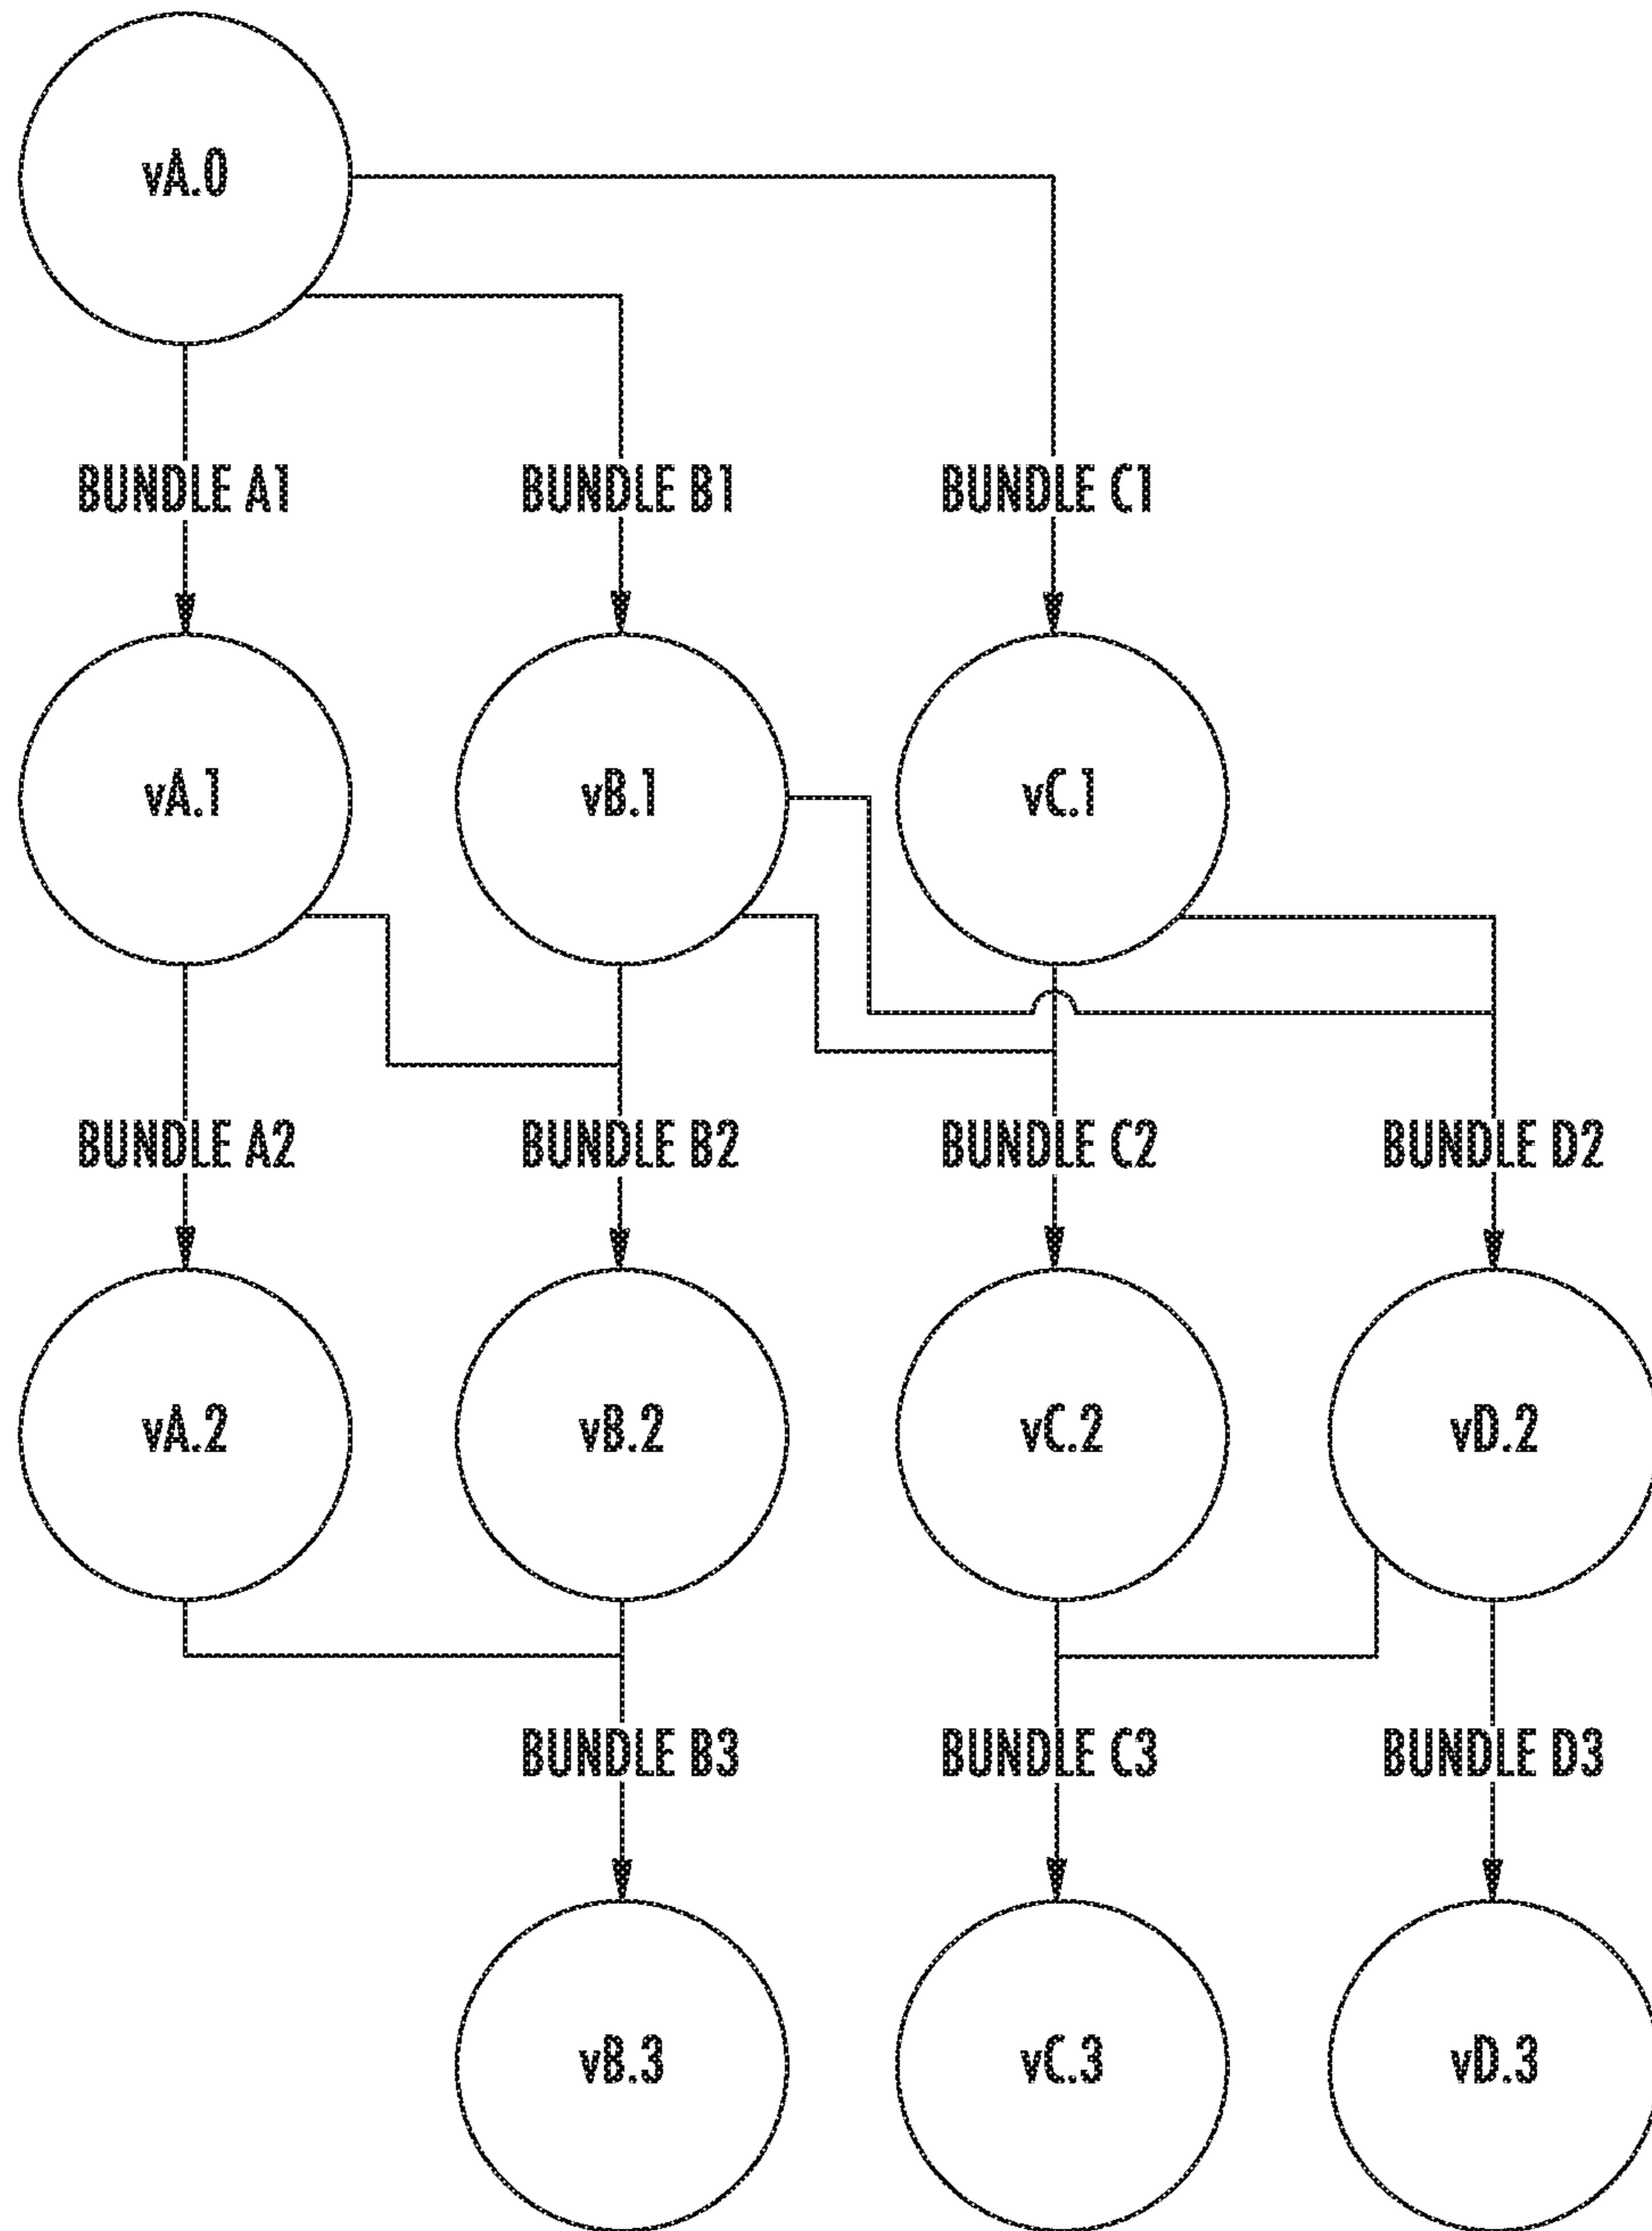 vA.0
BUNDLE A1
BUNDLE B1
BUNDLE C1
vA.1
vB.1
vC.1
BUNDLE A2
BUNDLE B2
BUNDLE C2
BUNDLE D2
vA.2
vB.2
vC.2
vD.2
BUNDLE B3
BUNDLE C3
BUNDLE D3
vB.3
vC.3
vD.3